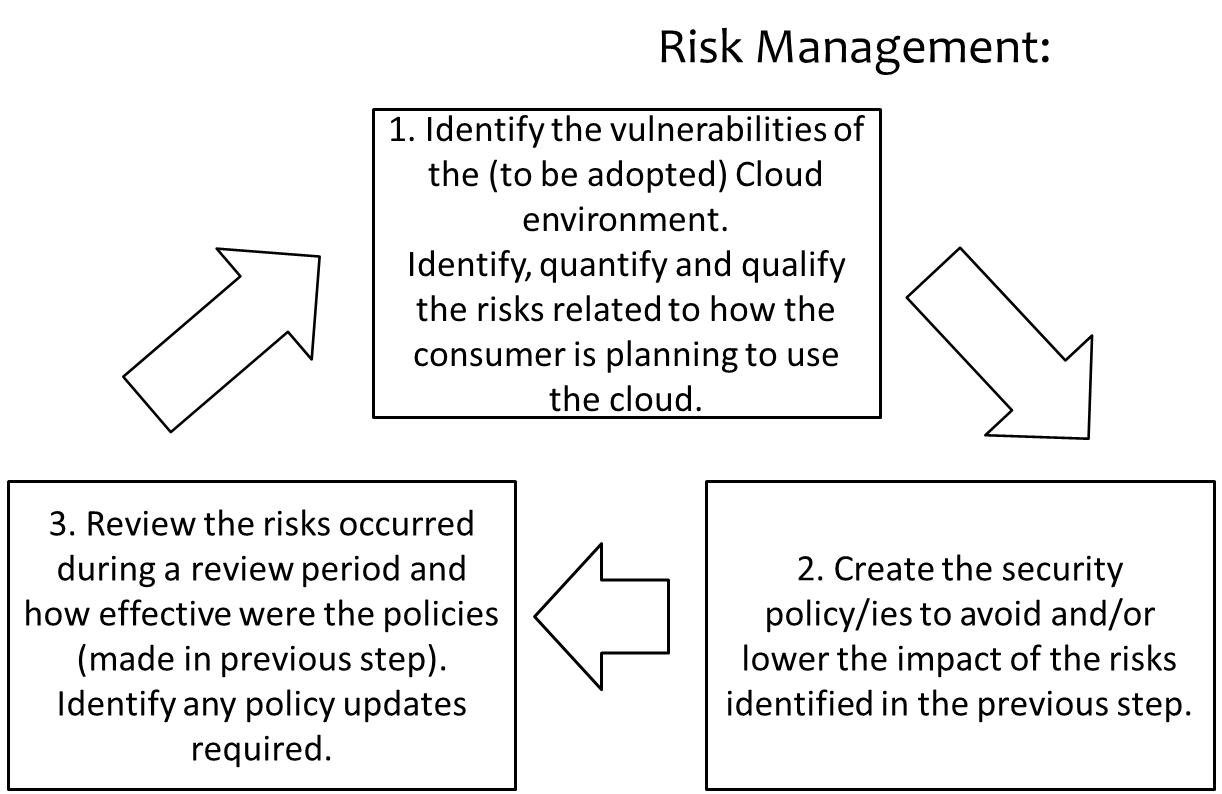 Risk Management:
1. Identify the vulnerabilities of
the (to be adopted) Cloud
environment.
Identify, quantify and qualify
the risks related to how the
consumer is planning to use
the cloud.
2. Create the security
policy/ies to avoid and/or
lower the impact of the risks
identified in the previous step.
3. Review the risks occurred
during a review period and
how effective were the policies
(made in previous step).
Identify any policy updates
required.